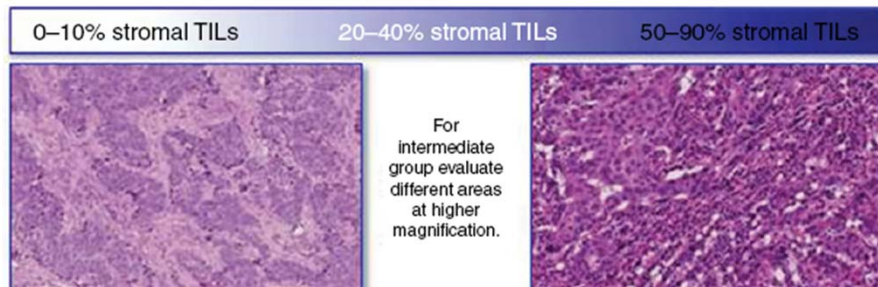 0–10% stromal TILs 20–40% stromal TILs 50–90% stromal TILs
For
intermediate
group evaluate
different areas
at higher
magnification.